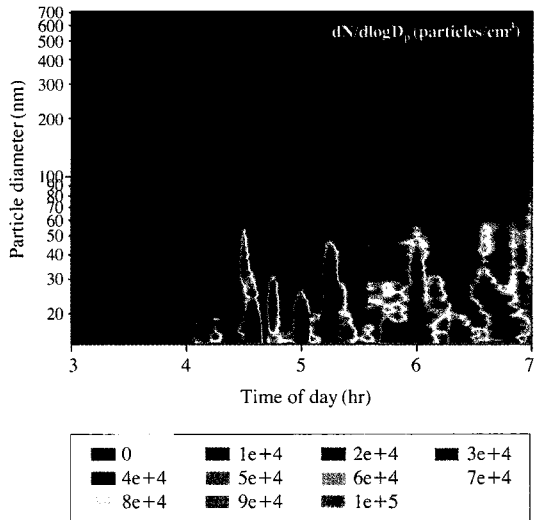 dN/dlogDp (particles/cm³)
700
600
500
400
300
200
100
90
80
70
60
50
40
30
20
Particle diameter (nm)
3 4 5 6 7
Time of day (hr)
0 1e+4 2e+4 3e+4
4e+4 5e+4 6e+4 7e+4
8e+4 9e+4 1e+5